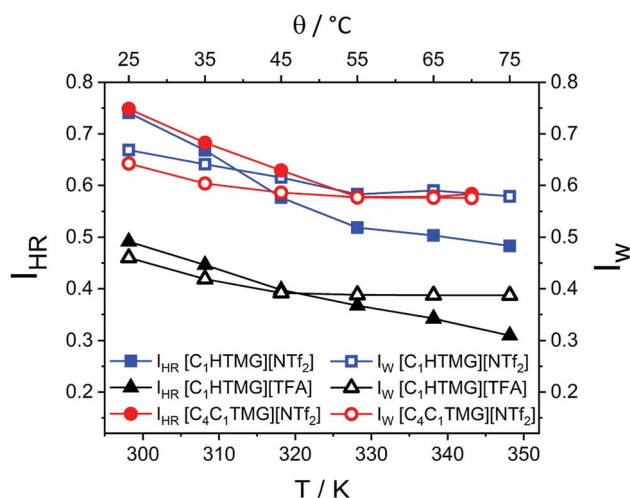 θ / °C
25 35 45 55 65 75
0.8 0.8
0.7 0.7
0.6 0.6
0.5 0.5
I_HR I_W
0.4 0.4
0.3 0.3
0.2 0.2
I_HR [C₁HTMG][NTf₂] I_W [C₁HTMG][NTf₂]
I_HR [C₁HTMG][TFA] I_W [C₁HTMG][TFA]
I_HR [C₄C₁TMG][NTf₂] I_W [C₄C₁TMG][NTf₂]
300 310 320 330 340 350
T / K